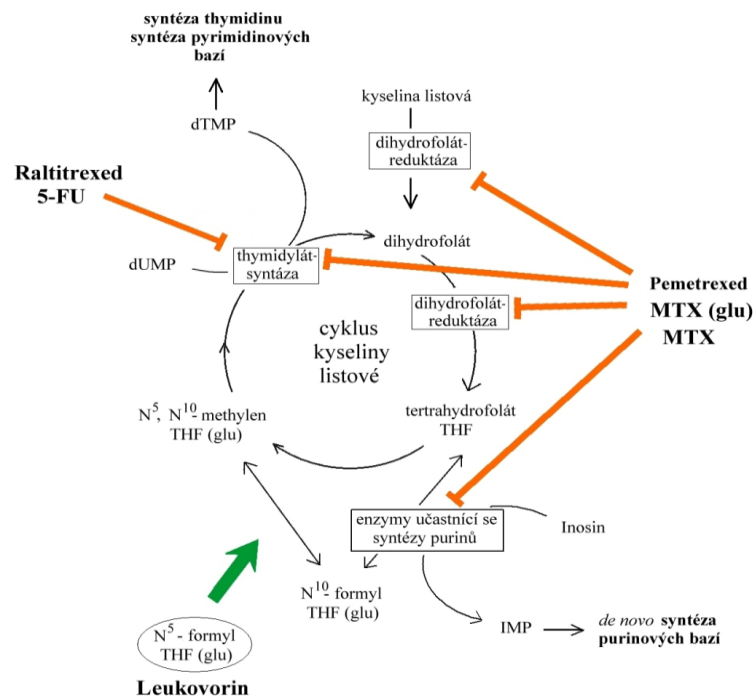 syntéza thymidinu
syntéza pyrimidinových
bazí
dTMP
kyselina listová
dihydrofolát-
reduktáza
Raltitrexed
5-FU
dihydrofolát
dUMP
thymidylát-
syntáza
Pemetrexed
MTX (glu)
MTX
dihydrofolát-
reduktáza
cyklus
kyseliny
listové
N5, N10- methylen
THF (glu)
tertrahydrofolát
THF
enzymy učastnící se
syntézy purinů
Inosin
N10- formyl
THF (glu)
IMP
de novo syntéza
purinových bazí
N5 - formyl
THF (glu)
Leukovorin